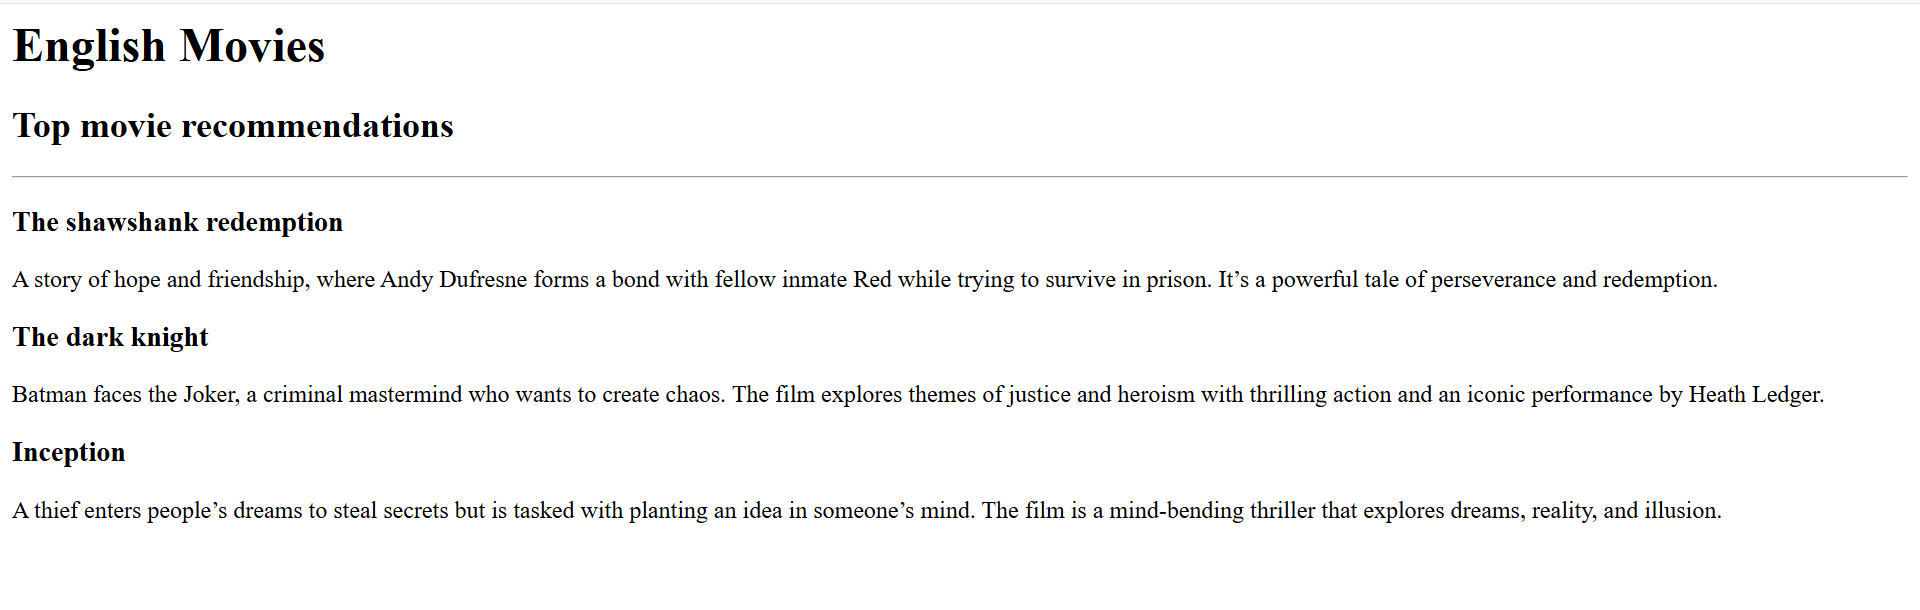 English Movies
Top movie recommendations
The shawshank redemption
A story of hope and friendship, where Andy Dufresne forms a bond with fellow inmate Red while trying to survive in prison. It’s a powerful tale of perseverance and redemption.
The dark knight
Batman faces the Joker, a criminal mastermind who wants to create chaos. The film explores themes of justice and heroism with thrilling action and an iconic performance by Heath Ledger.
Inception
A thief enters people’s dreams to steal secrets but is tasked with planting an idea in someone’s mind. The film is a mind-bending thriller that explores dreams, reality, and illusion.